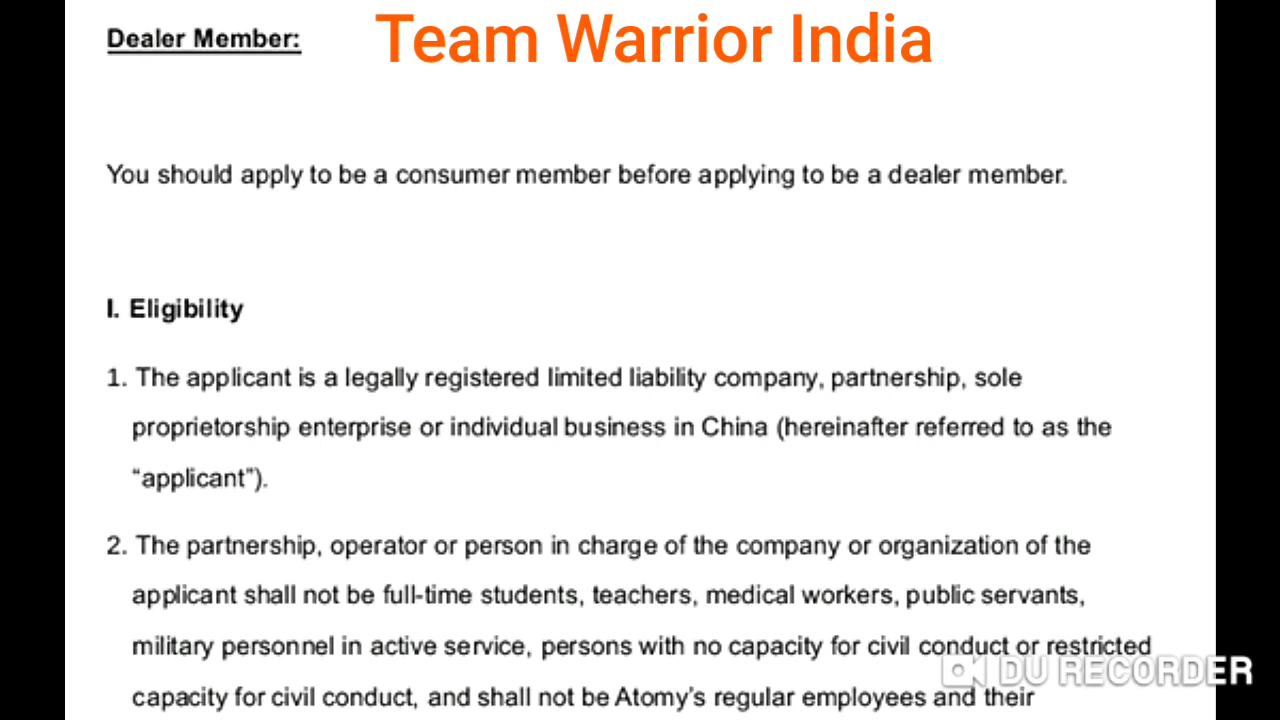 Dealer Member:
Team Warrior India
You should apply to be a consumer member before applying to be a dealer member.
I. Eligibility
1. The applicant is a legally registered limited liability company, partnership, sole
proprietorship enterprise or individual business in China (hereinafter referred to as the
“applicant”).
2. The partnership, operator or person in charge of the company or organization of the
applicant shall not be full-time students, teachers, medical workers, public servants,
military personnel in active service, persons with no capacity for civil conduct or restricted
DU RECORDER
capacity for civil conduct, and shall not be Atomy’s regular employees and their